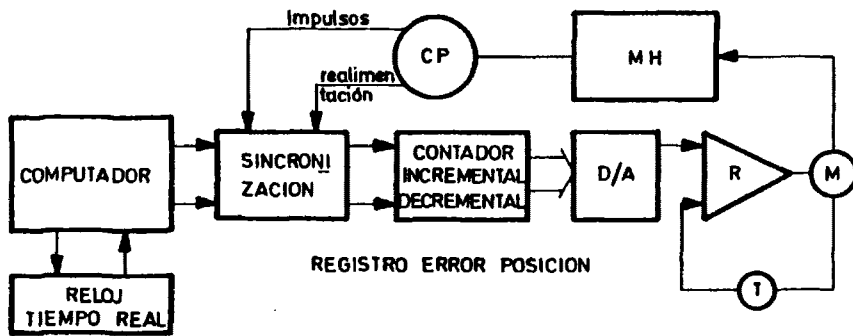 Impulsos
CP
MH
realimen
tación
COMPUTADOR
SINCRONI
ZACION
CONTADOR
INCREMENTAL
DECREMENTAL
D/A
R
M
REGISTRO ERROR POSICION
T
RELOJ
TIEMPO REAL